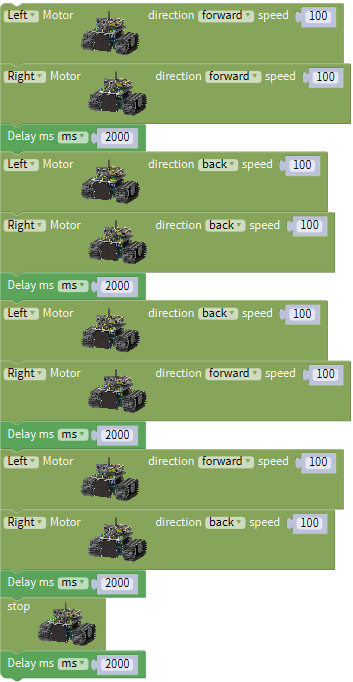 Left Motor direction forward speed 100
Right Motor direction forward speed 100
Delay ms ms 2000
Left Motor direction back speed 100
Right Motor direction back speed 100
Delay ms ms 2000
Left Motor direction back speed 100
Right Motor direction forward speed 100
Delay ms ms 2000
Left Motor direction forward speed 100
Right Motor direction back speed 100
Delay ms ms 2000
stop
Delay ms ms 2000